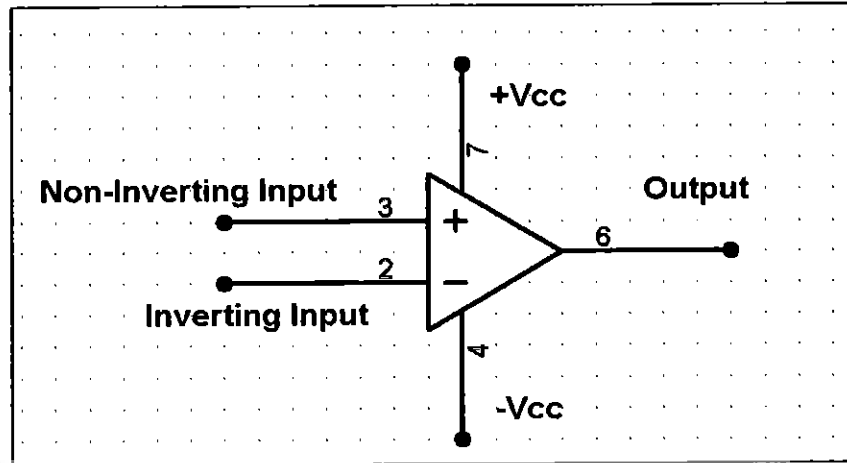 +Vcc
7
Non-Inverting Input
Output
3
+
6
2
−
Inverting Input
4
-Vcc